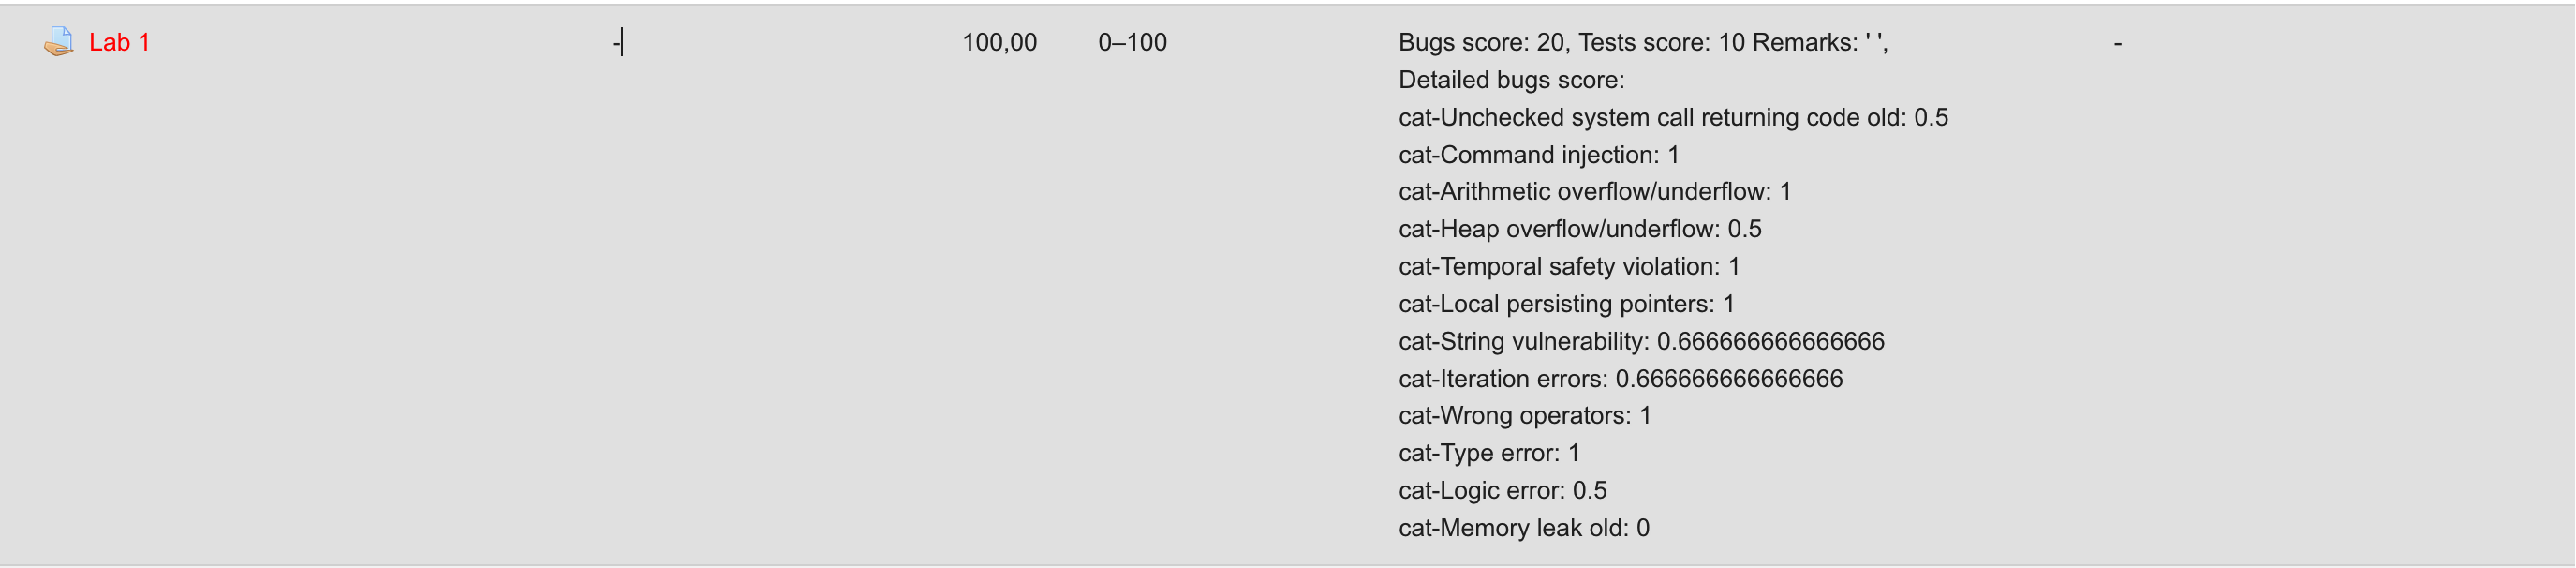 Lab 1 - 100,00 0–100 Bugs score: 20, Tests score: 10 Remarks: ' ', -
Detailed bugs score:
cat-Unchecked system call returning code old: 0.5
cat-Command injection: 1
cat-Arithmetic overflow/underflow: 1
cat-Heap overflow/underflow: 0.5
cat-Temporal safety violation: 1
cat-Local persisting pointers: 1
cat-String vulnerability: 0.666666666666666
cat-Iteration errors: 0.666666666666666
cat-Wrong operators: 1
cat-Type error: 1
cat-Logic error: 0.5
cat-Memory leak old: 0